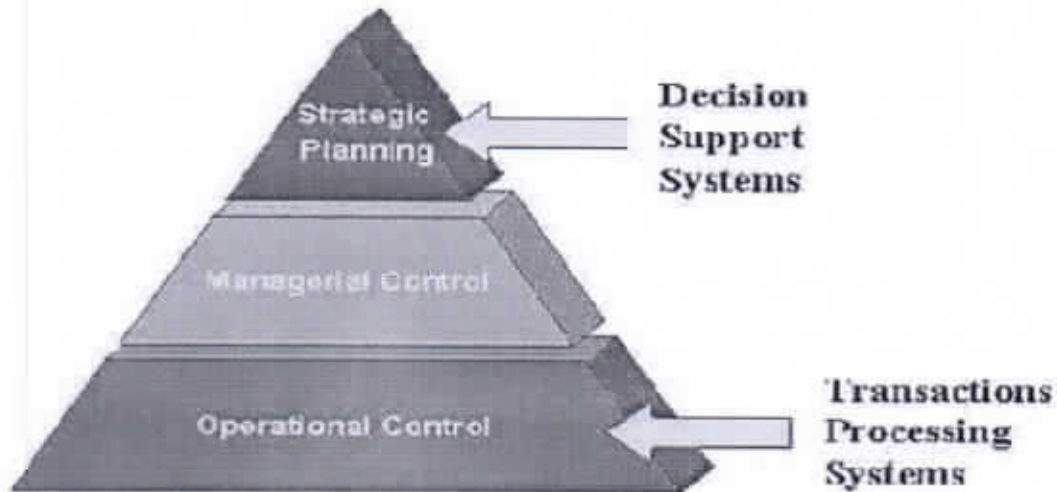 Strategic
Planning
Decision
Support
Systems
Managerial Control
Operational Control
Transactions
Processing
Systems